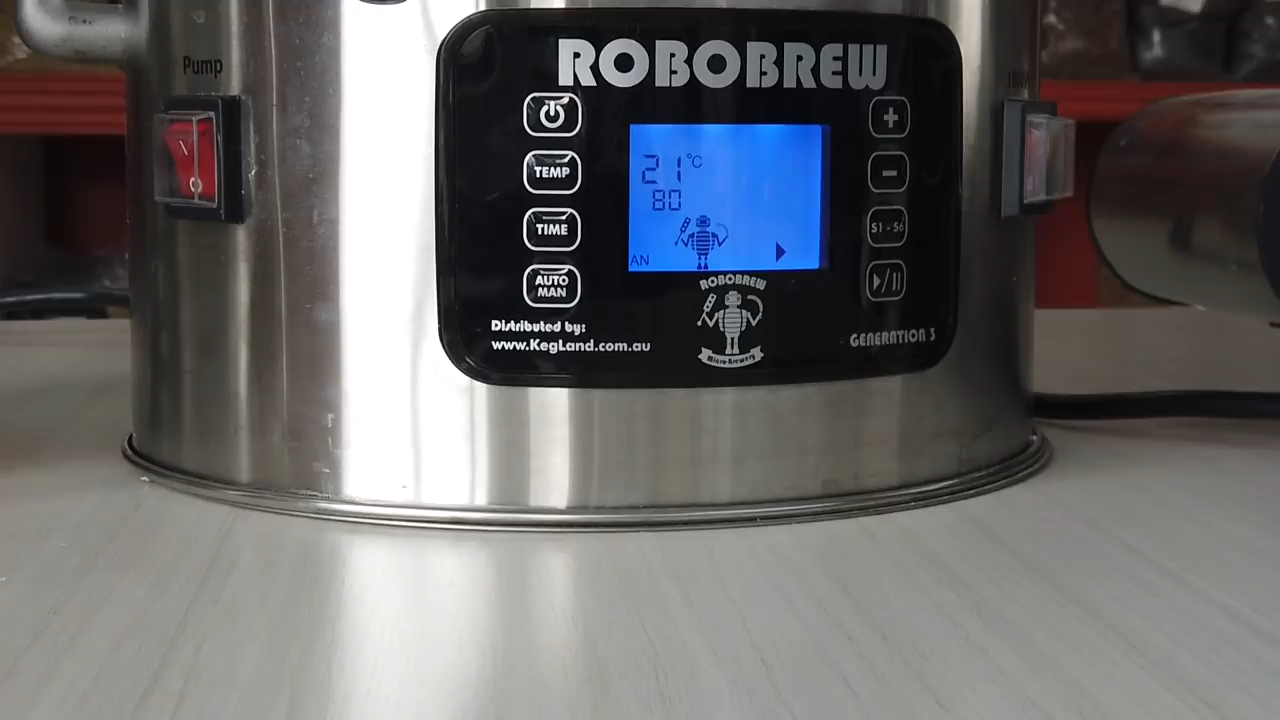 Pump
ROBOBREW
TEMP
TIME
AUTO
MAN
+
-
S1 - S6
21°C
80
AN
ROBOBREW
Micro-Brewery
Distributed by:
www.KegLand.com.au
GENERATION 3